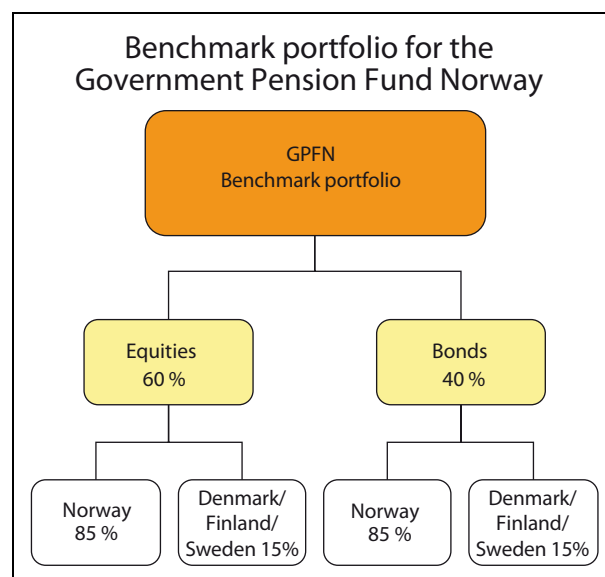 Benchmark portfolio for the
Government Pension Fund Norway
GPFN
Benchmark portfolio
Equities
60 %
Bonds
40 %
Norway
85 %
Denmark/
Finland/
Sweden 15%
Norway
85 %
Denmark/
Finland/
Sweden 15%